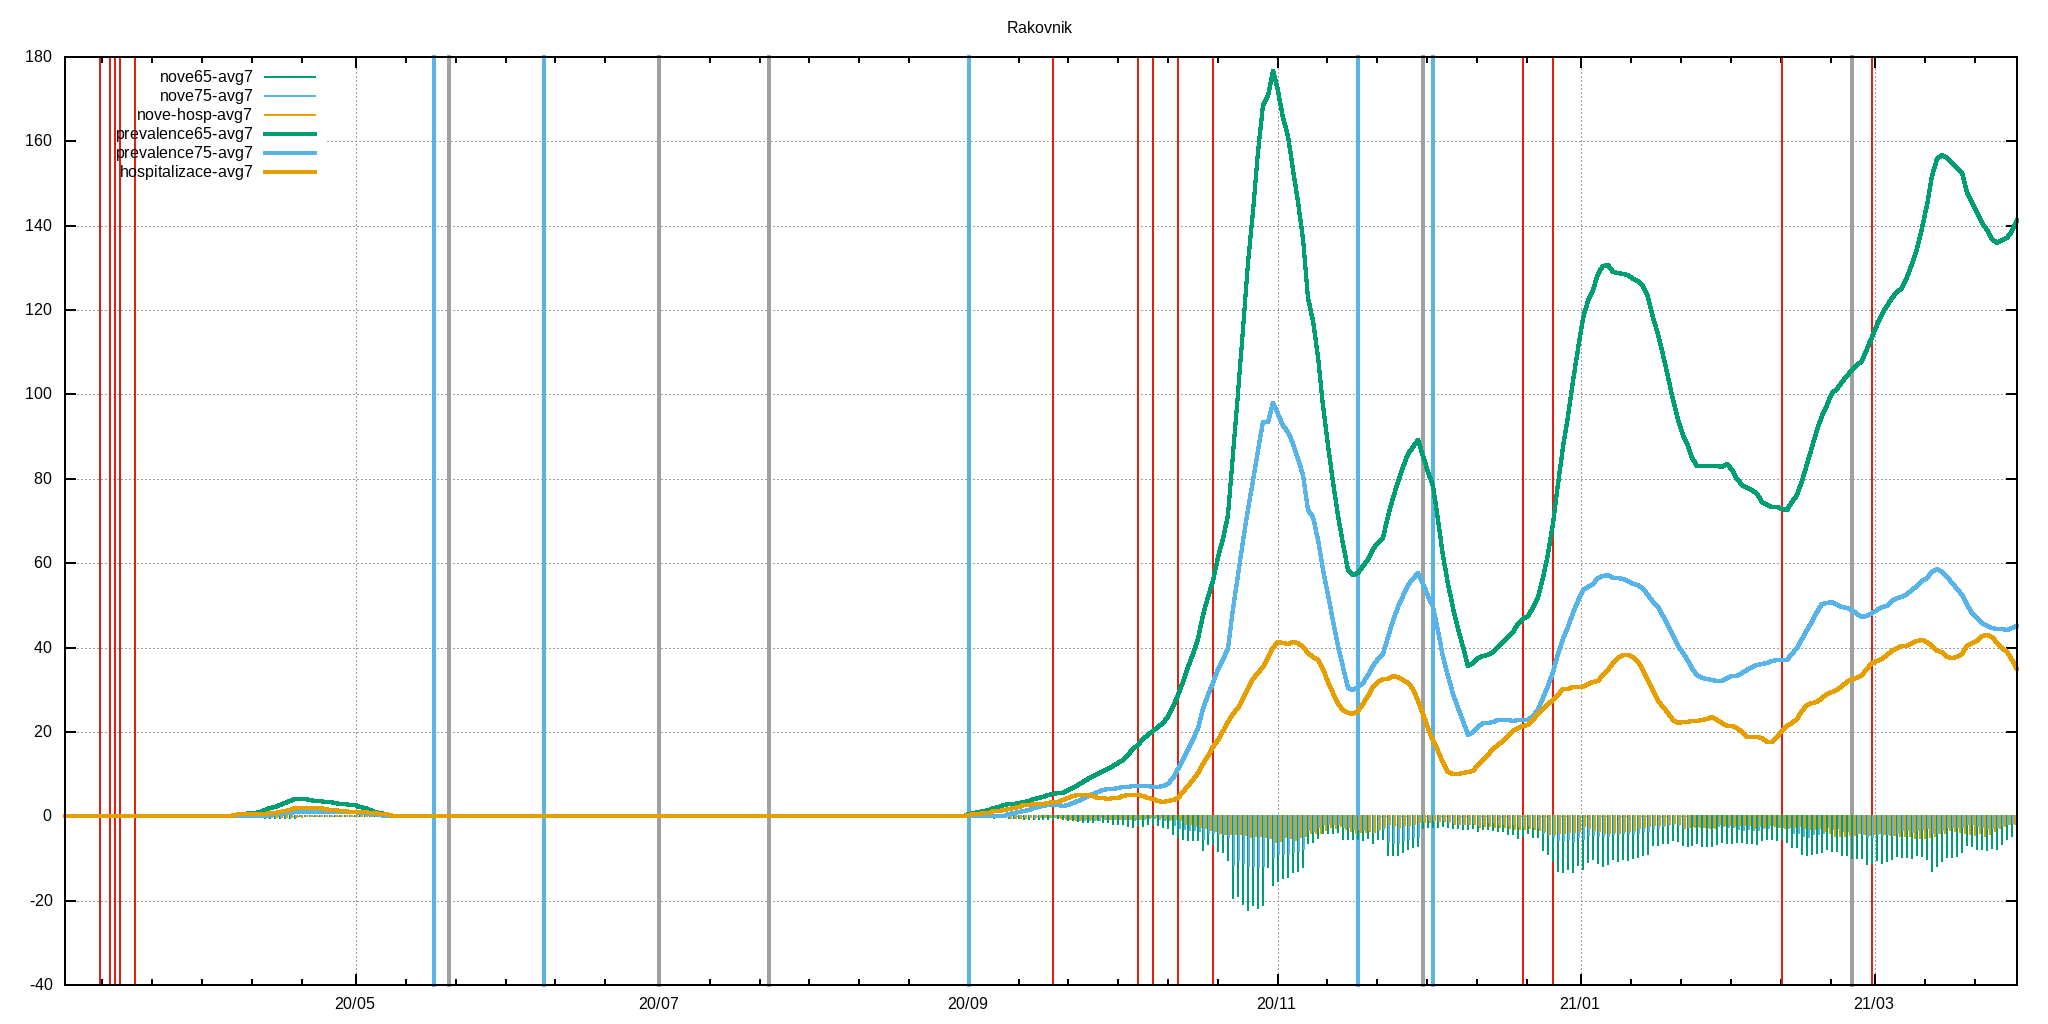 Rakovnik
180
160
140
120
100
80
60
40
20
0
-20
-40
nove65-avg7
nove75-avg7
nove-hosp-avg7
prevalence65-avg7
prevalence75-avg7
hospitalizace-avg7
20/05
20/07
20/09
20/11
21/01
21/03